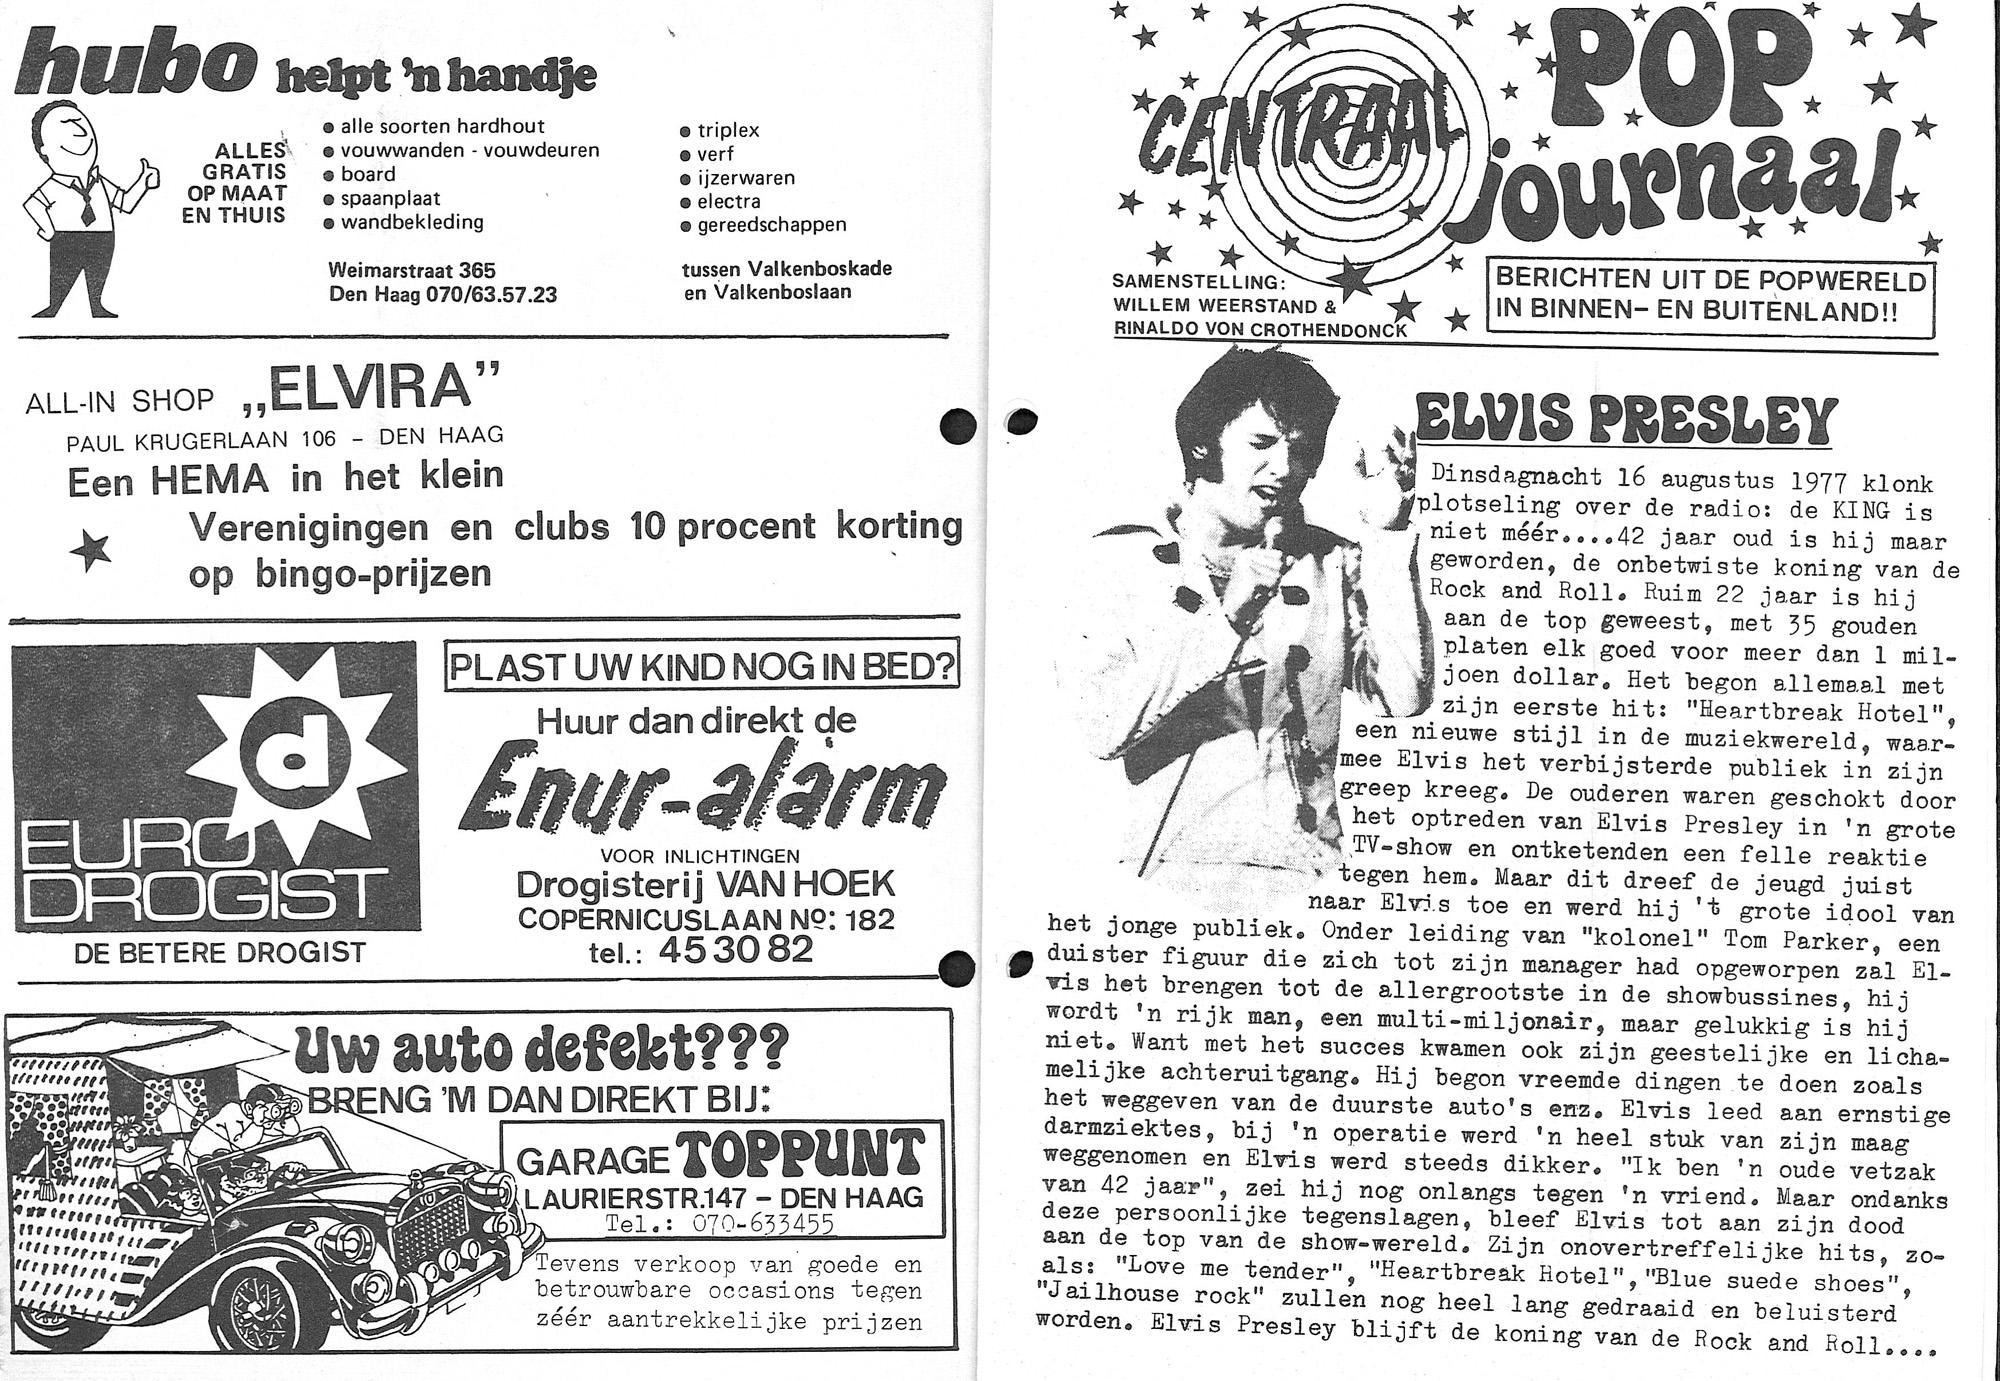 hubo helpt 'n handje
ALLES
GRATIS
OP MAAT
EN THUIS
● alle soorten hardhout
● vouwwanden - vouwdeuren
● board
● spaanplaat
● wandbekleding
● triplex
● verf
● ijzerwaren
● electra
● gereedschappen
Weimarstraat 365
Den Haag 070/63.57.23
tussen Valkenboskade
en Valkenboslaan
ALL-IN SHOP „ELVIRA”
PAUL KRUGERLAAN 106 – DEN HAAG
Een HEMA in het klein
Verenigingen en clubs 10 procent korting
op bingo-prijzen
d
EURO
DROGIST
DE BETERE DROGIST
PLAST UW KIND NOG IN BED?
Huur dan direkt de
Enur-alarm
VOOR INLICHTINGEN
Drogisterij VAN HOEK
COPERNICUSLAAN Nº: 182
tel.: 45 30 82
Uw auto defekt???
BRENG 'M DAN DIREKT BIJ:
GARAGE TOPPUNT
LAURIERSTR.147 – DEN HAAG
Tel.: 070-633455
Tevens verkoop van goede en
betrouwbare occasions tegen
zéér aantrekkelijke prijzen
CENTRAAL
POP
journaal
SAMENSTELLING:
WILLEM WEERSTAND &
RINALDO VON CROTHENDONCK
BERICHTEN UIT DE POPWERELD
IN BINNEN– EN BUITENLAND!!
ELVIS PRESLEY
Dinsdagnacht 16 augustus 1977 klonk
plotseling over de radio: de KING is
niet méér....42 jaar oud is hij maar
geworden, de onbetwiste koning van de
Rock and Roll. Ruim 22 jaar is hij
aan de top geweest, met 35 gouden
platen elk goed voor meer dan 1 mil-
joen dollar. Het begon allemaal met
zijn eerste hit: "Heartbreak Hotel",
een nieuwe stijl in de muziekwereld, waar-
mee Elvis het verbijsterde publiek in zijn
greep kreeg. De ouderen waren geschokt door
het optreden van Elvis Presley in 'n grote
TV-show en ontketenden een felle reaktie
tegen hem. Maar dit dreef de jeugd juist
naar Elvis toe en werd hij 't grote idool van
het jonge publiek. Onder leiding van "kolonel" Tom Parker, een
duister figuur die zich tot zijn manager had opgeworpen zal El-
vis het brengen tot de allergrootste in de showbussines, hij
wordt 'n rijk man, een multi-miljonair, maar gelukkig is hij
niet. Want met het succes kwamen ook zijn geestelijke en licha-
melijke achteruitgang. Hij begon vreemde dingen te doen zoals
het weggeven van de duurste auto's enz. Elvis leed aan ernstige
darmziektes, bij 'n operatie werd 'n heel stuk van zijn maag
weggenomen en Elvis werd steeds dikker. "Ik ben 'n oude vetzak
van 42 jaar", zei hij nog onlangs tegen 'n vriend. Maar ondanks
deze persoonlijke tegenslagen, bleef Elvis tot aan zijn dood
aan de top van de show-wereld. Zijn onovertreffelijke hits, zo-
als: "Love me tender", "Heartbreak Hotel","Blue suede shoes",
"Jailhouse rock" zullen nog heel lang gedraaid en beluisterd
worden. Elvis Presley blijft de koning van de Rock and Roll....